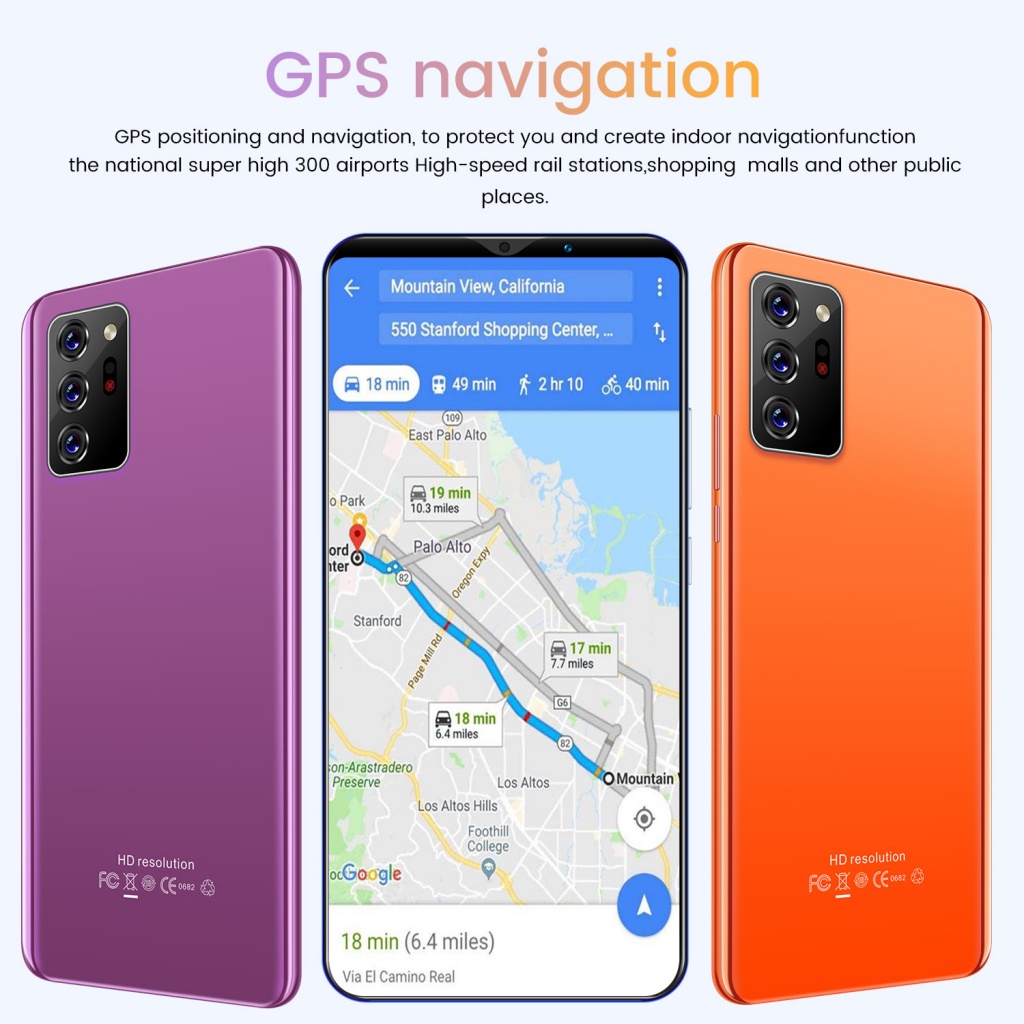 GPS navigation
GPS positioning and navigation, to protect you and create indoor navigationfunction
the national super high 300 airports High-speed rail stations,shopping malls and other public
places.
Mountain View, California
550 Stanford Shopping Center, ...
18 min 49 min 2 hr 10 40 min
109
East Palo Alto
19 min
10.3 miles
o Park
Palo Alto
ord
nter
82
Oregon Expy
Stanford
Page Mill Rd
17 min
7.7 miles
G6
18 min
6.4 miles
82
Mountain V
son-Arastradero
Preserve
Los Altos
Los Altos Hills
Foothill
College
Google
18 min (6.4 miles)
Via El Camino Real
HD resolution
FC CE 0682
HD resolution
FC CE 0682